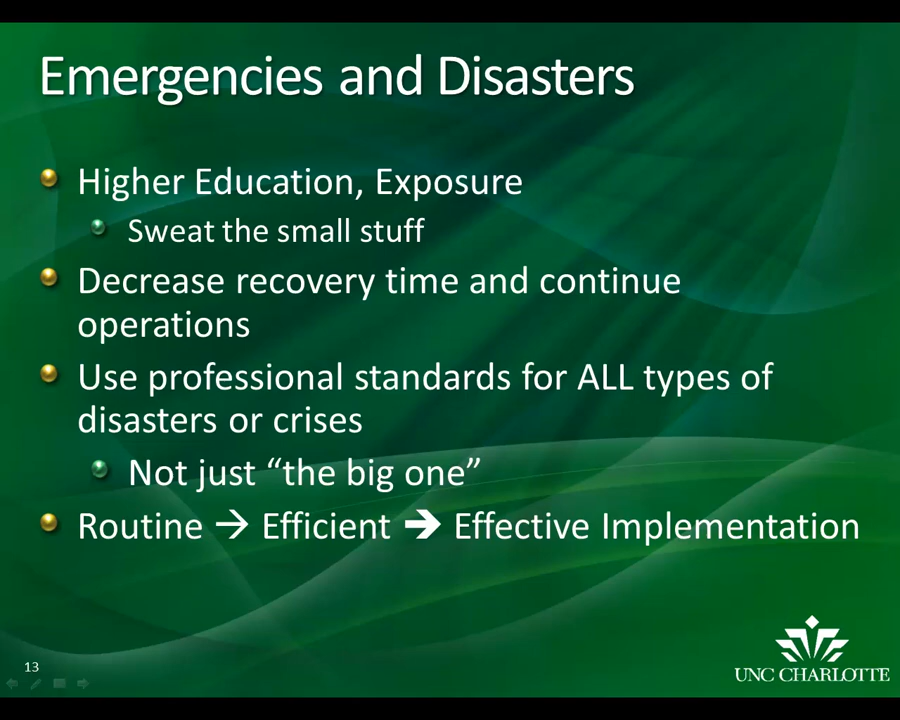 Emergencies and Disasters
Higher Education, Exposure
Sweat the small stuff
Decrease recovery time and continue
operations
Use professional standards for ALL types of
disasters or crises
Not just “the big one”
Routine → Efficient ➔ Effective Implementation
13
UNC CHARLOTTE